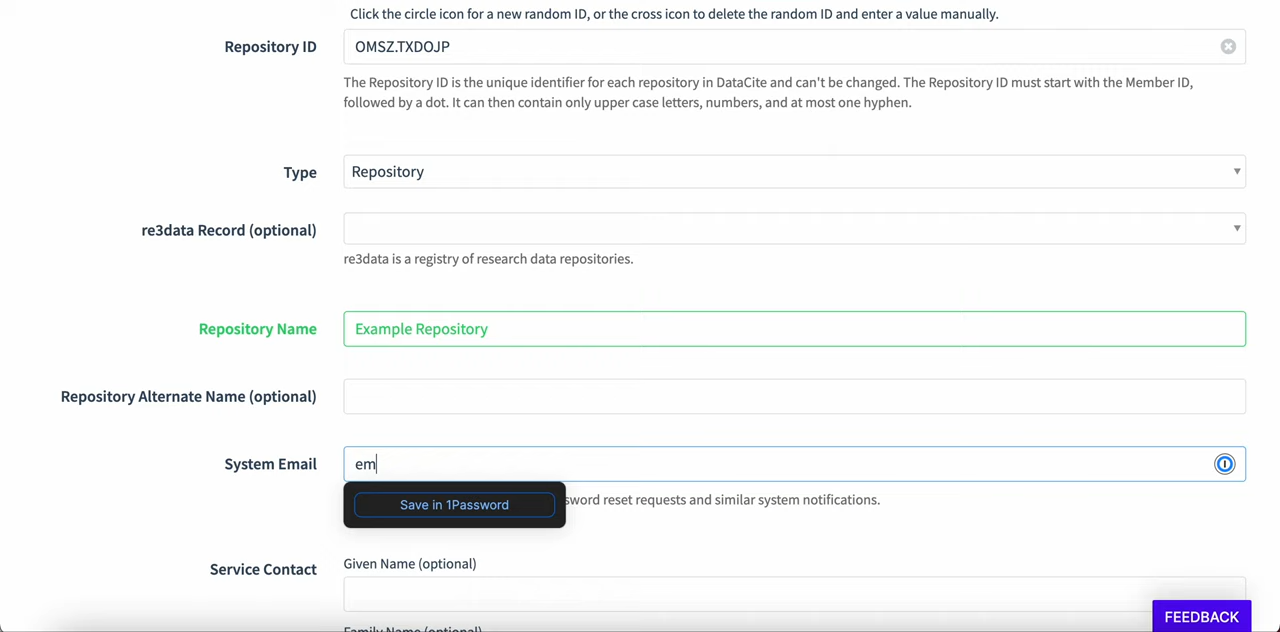 Click the circle icon for a new random ID, or the cross icon to delete the random ID and enter a value manually.
Repository ID
OMSZ.TXDOJP
The Repository ID is the unique identifier for each repository in DataCite and can't be changed. The Repository ID must start with the Member ID,
followed by a dot. It can then contain only upper case letters, numbers, and at most one hyphen.
Type
Repository
re3data Record (optional)
re3data is a registry of research data repositories.
Repository Name
Example Repository
Repository Alternate Name (optional)
System Email
em
Save in 1Password
sword reset requests and similar system notifications.
Service Contact
Given Name (optional)
Family Name (optional)
FEEDBACK